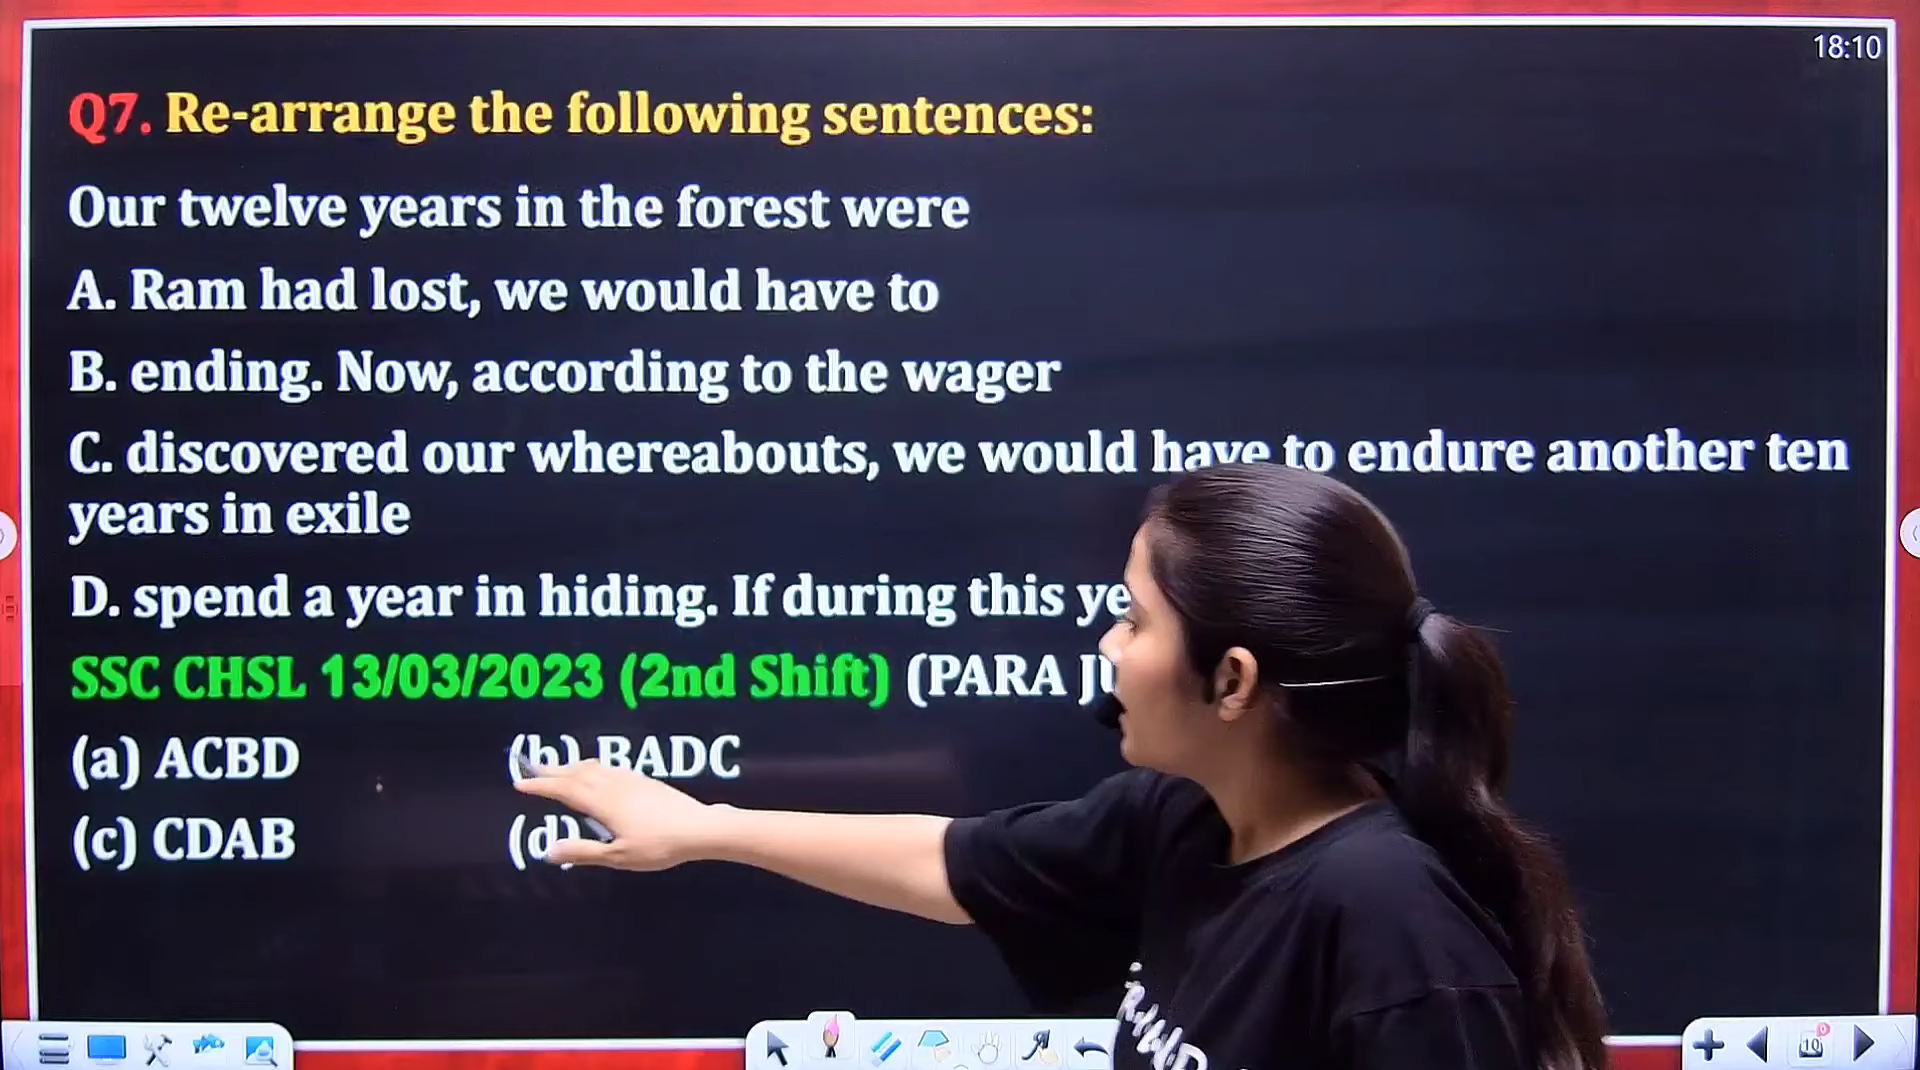 18:10
Q7. Re-arrange the following sentences:
Our twelve years in the forest were
A. Ram had lost, we would have to
B. ending. Now, according to the wager
C. discovered our whereabouts, we would have to endure another ten
years in exile
D. spend a year in hiding. If during this
SSC CHSL 13/03/2023 (2nd Shift) (PARA
(a) ACBD (b) BADC
(c) CDAB (d)
10